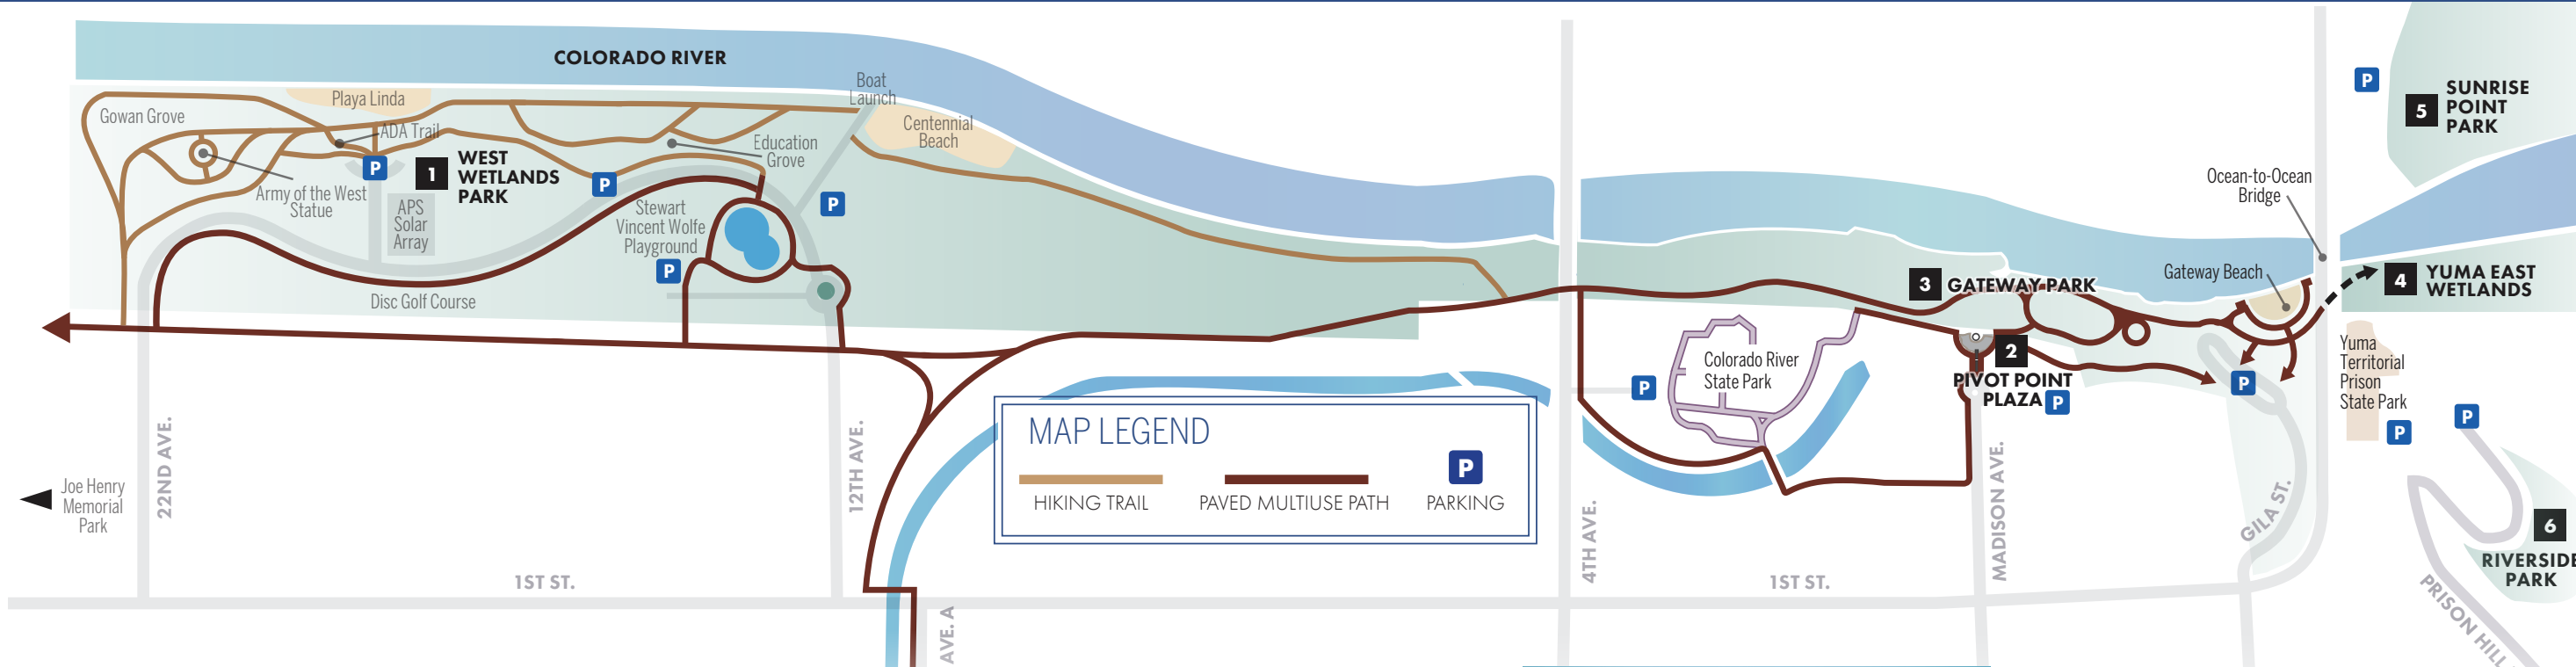 COLORADO RIVER
Boat
Launch
Playa Linda
Gowan Grove
ADA Trail
Centennial
Beach
Education
Grove
P
1
WEST
WETLANDS
PARK
P
Army of the West
Statue
APS
Solar
Array
Stewart
Vincent Wolfe
Playground
P
P
Disc Golf Course
Joe Henry
Memorial
Park
22ND AVE.
12TH AVE.
1ST ST.
AVE. A
MAP LEGEND
HIKING TRAIL
PAVED MULTIUSE PATH
P
PARKING
4TH AVE.
P
Colorado River
State Park
1ST ST.
3
GATEWAY PARK
2
PIVOT POINT
PLAZA
P
MADISON AVE.
Gateway Beach
Ocean-to-Ocean
Bridge
P
GILA ST.
P
5
SUNRISE
POINT
PARK
4
YUMA EAST
WETLANDS
Yuma
Territorial
Prison
State Park
P
P
6
RIVERSIDE
PARK
PRISON HILL